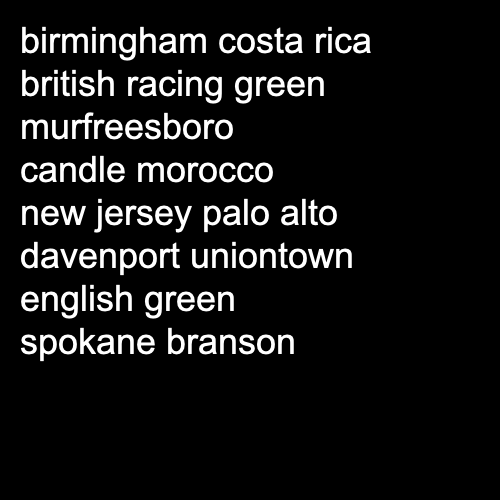 birmingham costa rica
british racing green
murfreesboro
candle morocco
new jersey palo alto
davenport uniontown
english green
spokane branson